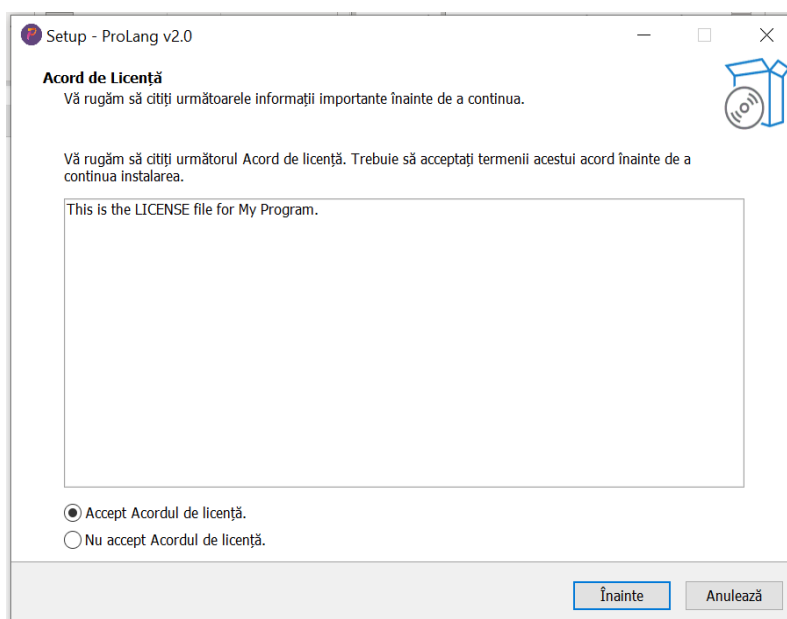 Setup - ProLang v2.0
Acord de Licență
Vă rugăm să citiți următoarele informații importante înainte de a continua.
Vă rugăm să citiți următorul Acord de licență. Trebuie să acceptați termenii acestui acord înainte de a
continua instalarea.
This is the LICENSE file for My Program.
Accept Acordul de licență.
Nu accept Acordul de licență.
Înainte
Anulează